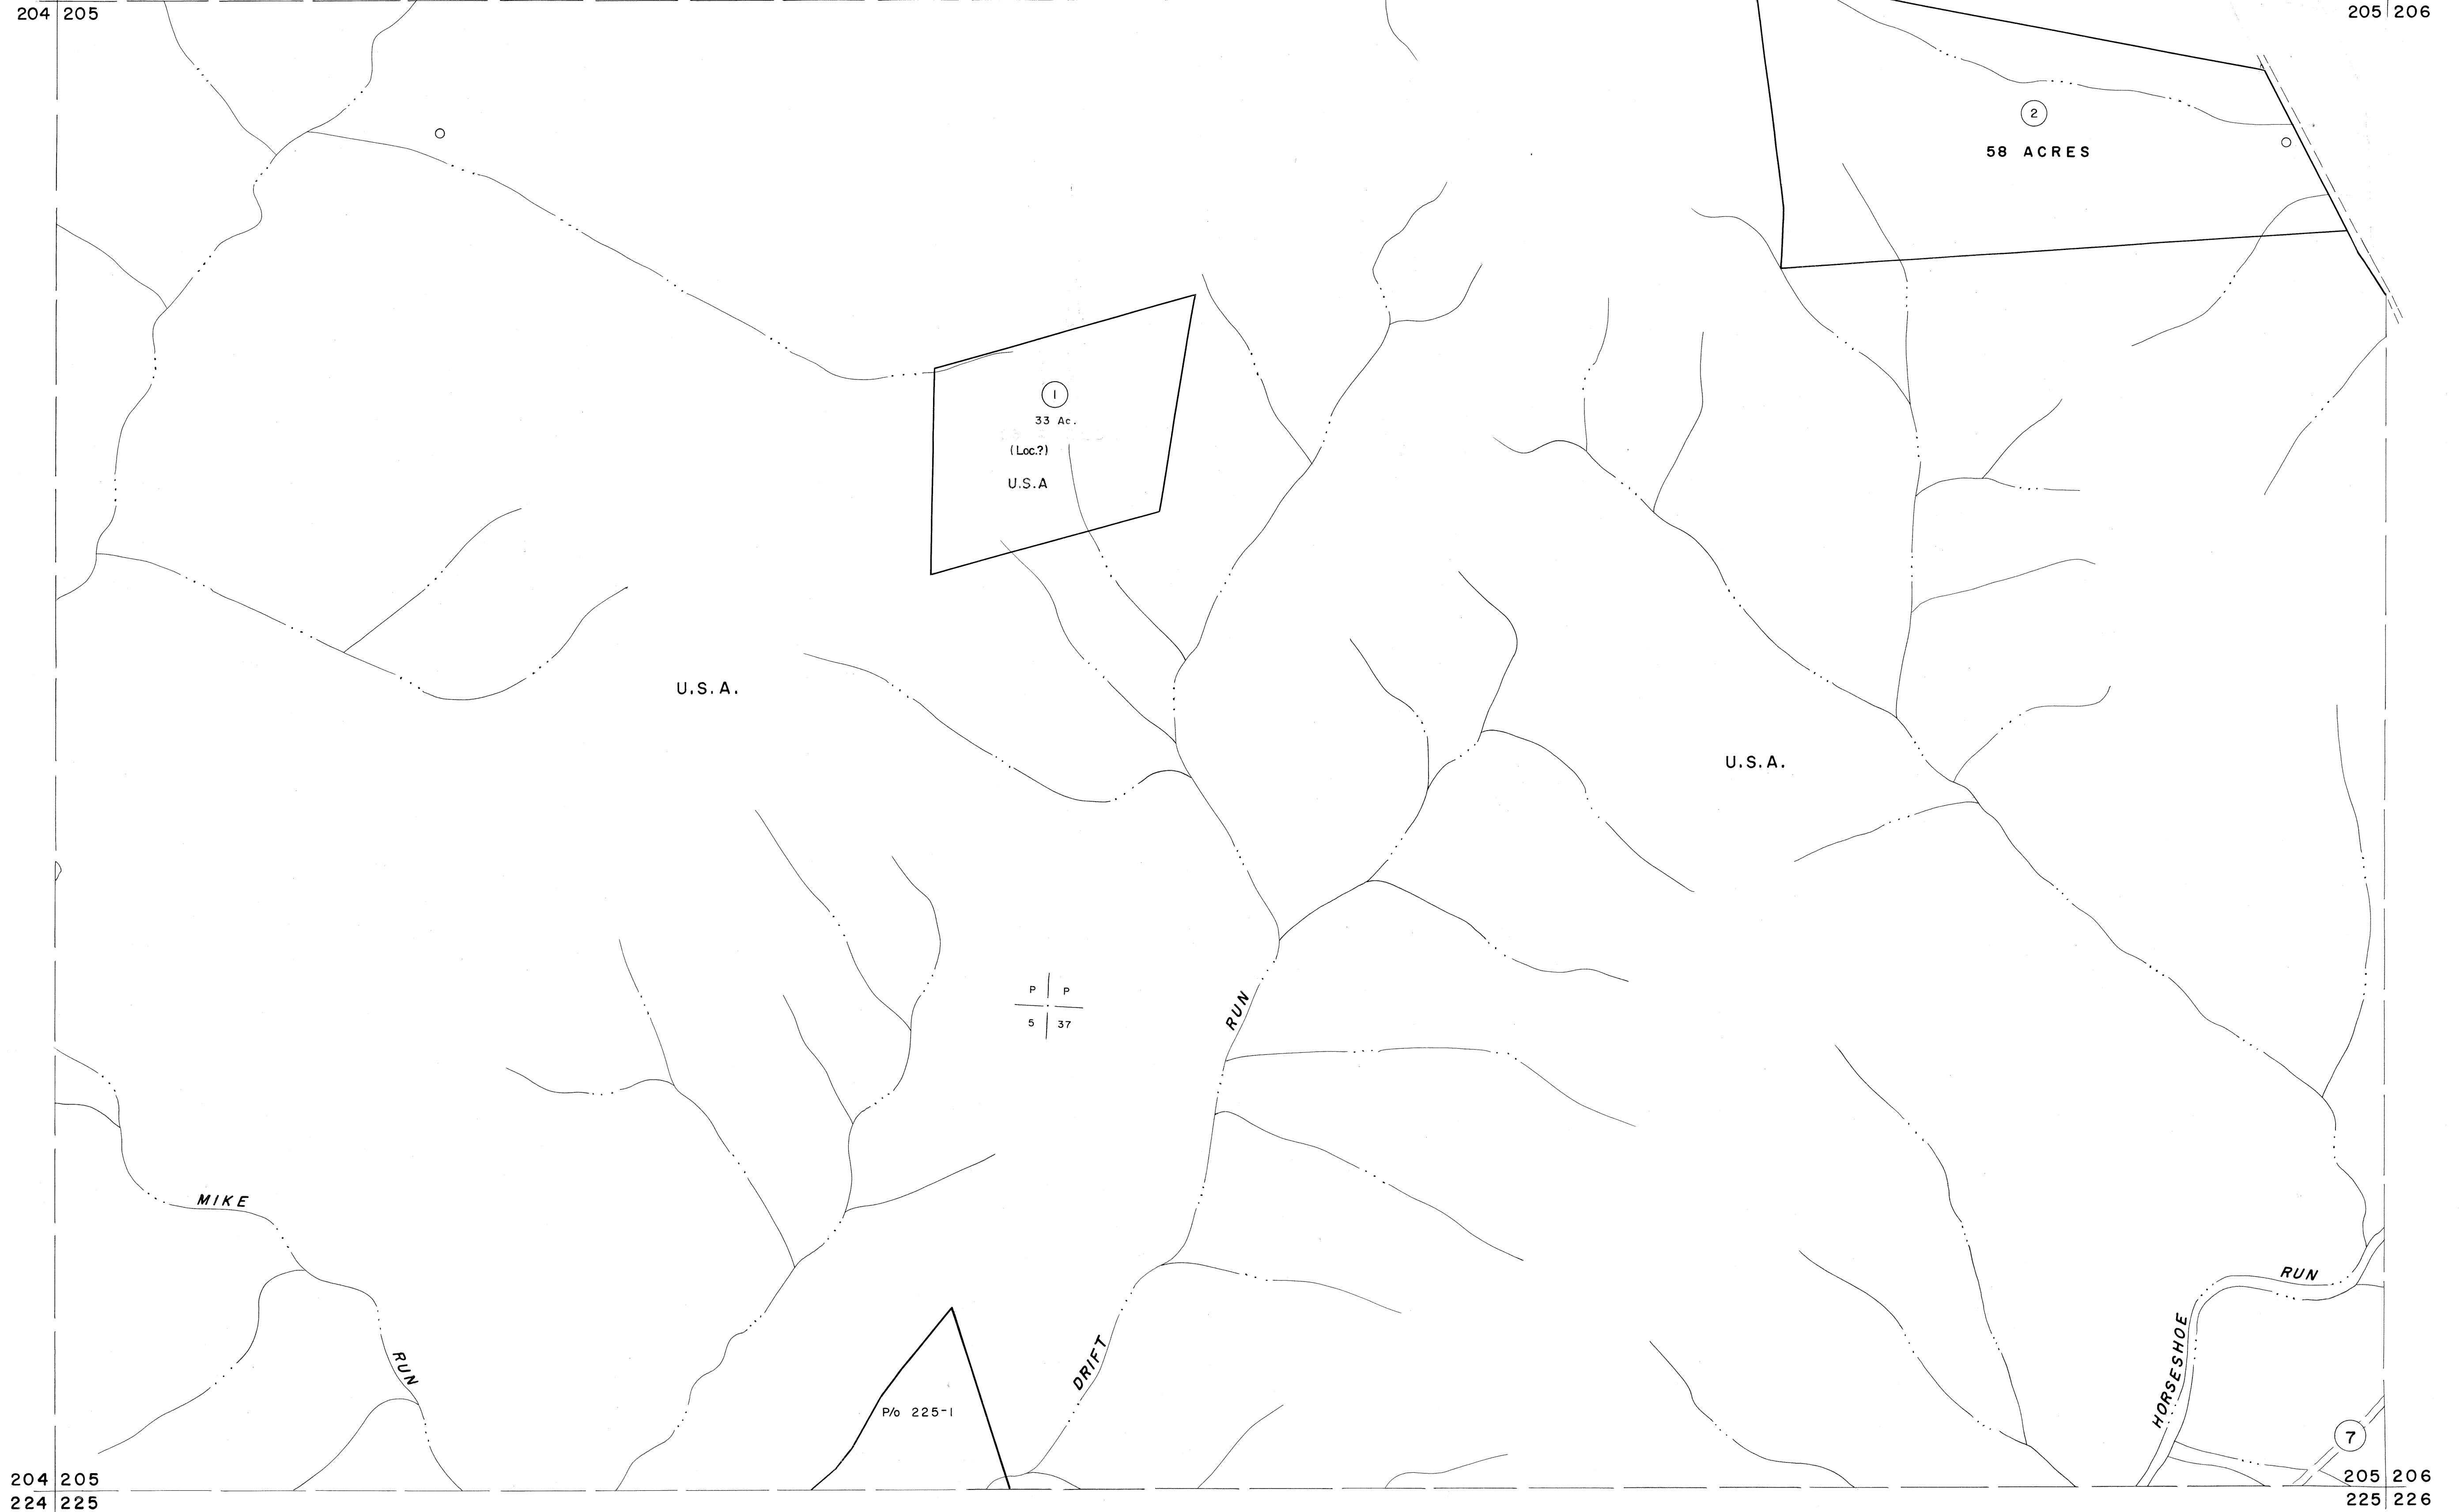 204 205
205 206
2
58 ACRES
1
33 Ac.
(Loc.?)
U.S.A
U.S.A.
U.S.A.
P P
5 37
RUN
MIKE
RUN
DRIFT
RUN
HORSESHOE
P/o 225-1
7
204 205
224 225
205 206
225 226